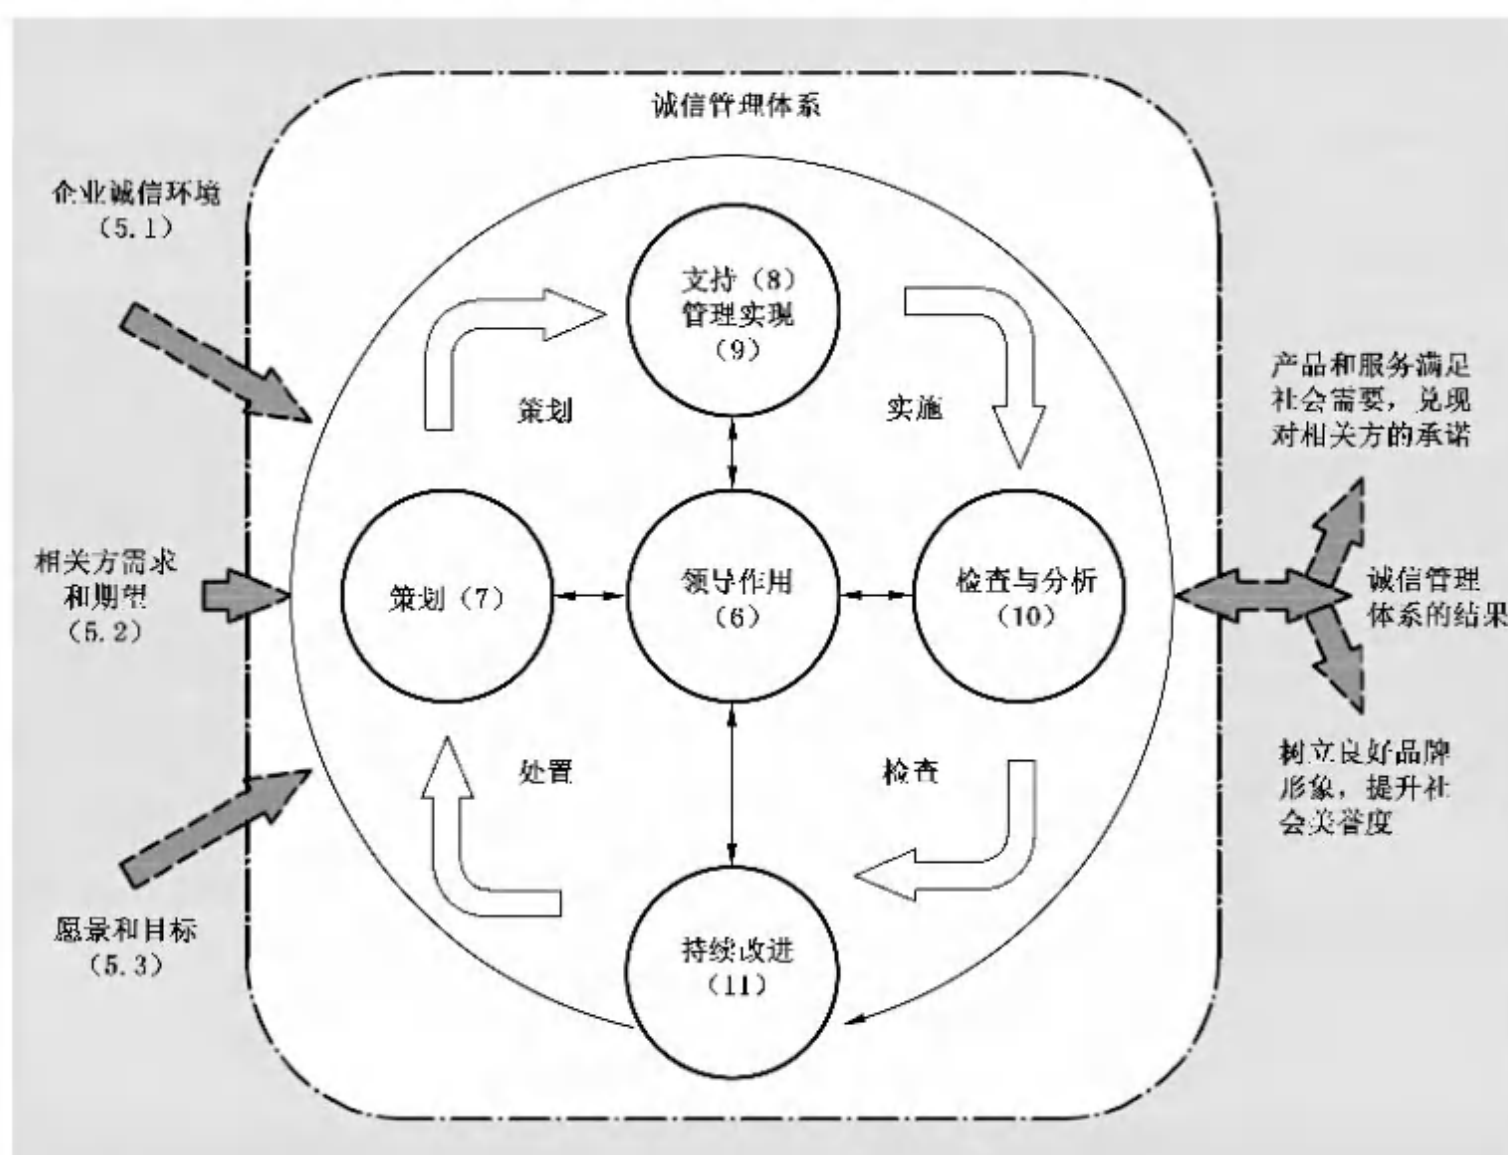 诚信管理体系
企业诚信环境
(5.1)
支持(8)
管理实现
(9)
策划
实施
产品和服务满足
社会需要，兑现
对相关方的承诺
相关方需求
和期望
(5.2)
策划(7)
领导作用
(6)
检查与分析
(10)
诚信管理
体系的结果
处置
检查
树立良好品牌
形象，提升社
会美誉度
愿景和目标
(5.3)
持续改进
(11)